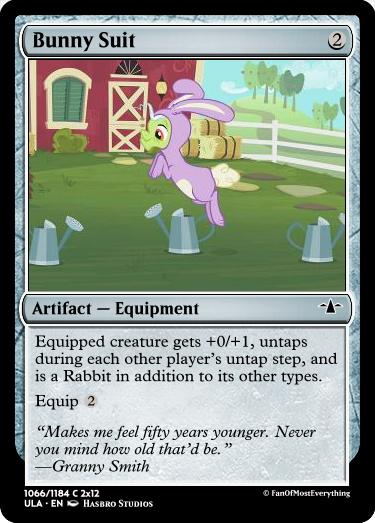 Bunny Suit 2
Artifact — Equipment
Equipped creature gets +0/+1, untaps
during each other player's untap step, and
is a Rabbit in addition to its other types.
Equip 2
“Makes me feel fifty years younger. Never
you mind how old that'd be.”
—Granny Smith
1066/1184 C 2x12
ULA • EN Hasbro Studios
© FanOfMostEverything